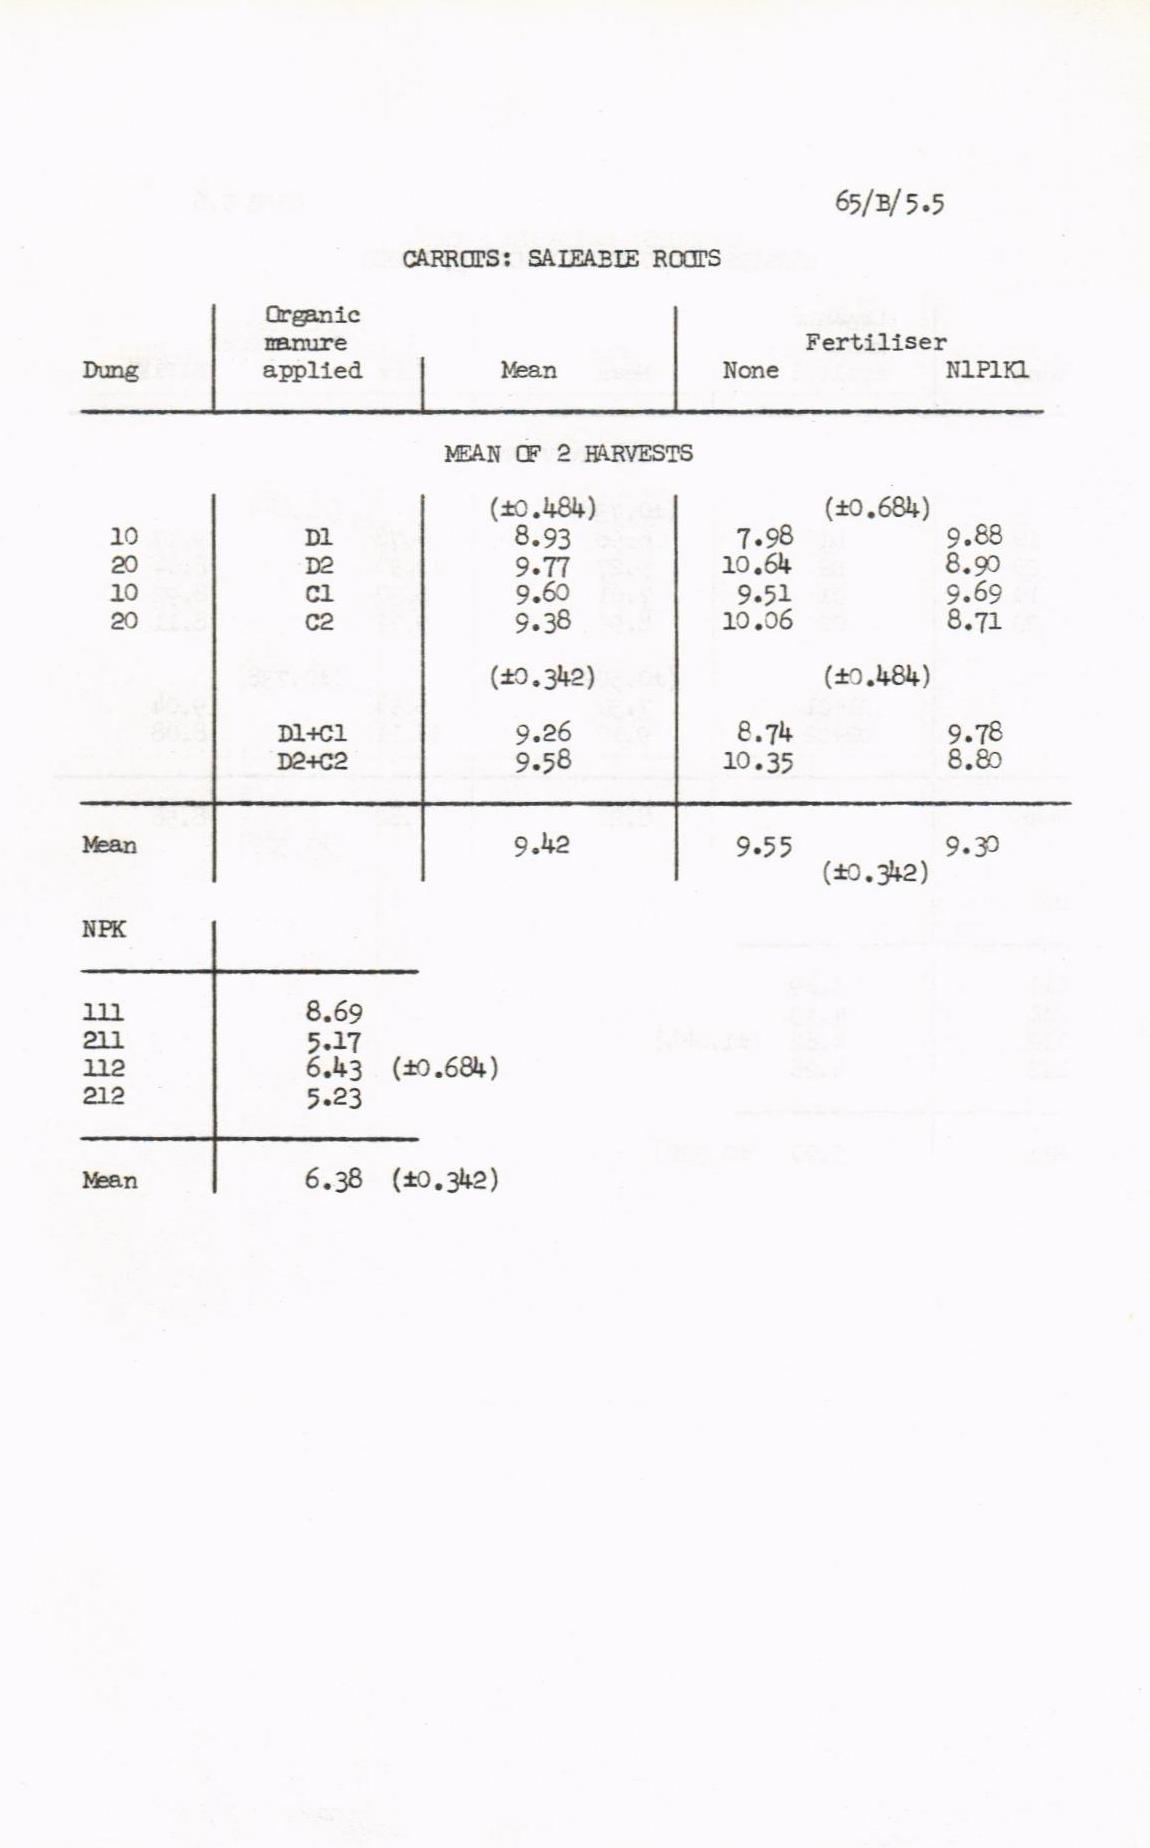 65/B/5.5
CARROTS: SALEABLE ROOTS
Organic
manure Fertiliser
Dung applied Mean None N1P1K1
MEAN OF 2 HARVESTS
(±0.484) (±0.684)
10 D1 8.93 7.98 9.88
20 D2 9.77 10.64 8.90
10 C1 9.60 9.51 9.69
20 C2 9.38 10.06 8.71
(±0.342) (±0.484)
D1+C1 9.26 8.74 9.78
D2+C2 9.58 10.35 8.80
Mean 9.42 9.55 9.30
(±0.342)
NPK
111 8.69
211 5.17
112 6.43 (±0.684)
212 5.23
Mean 6.38 (±0.342)